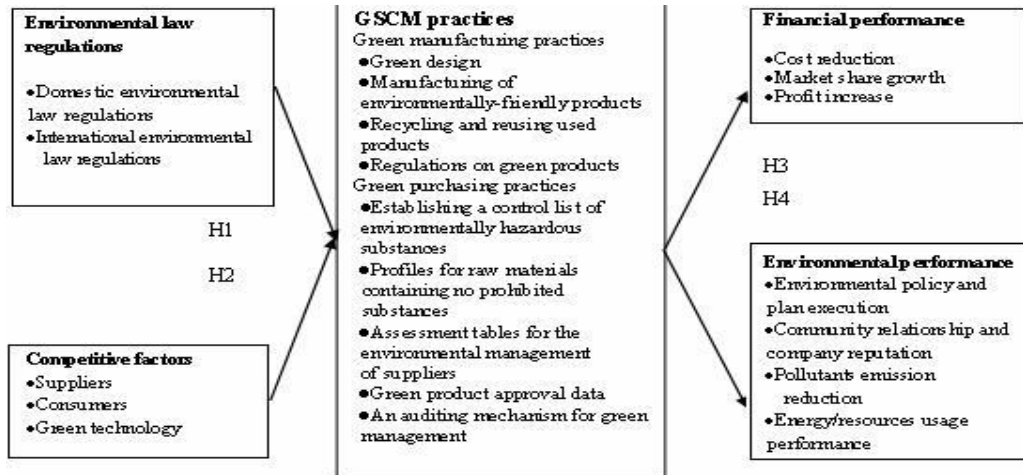 Environmental law
regulations
●Domestic environmental
law regulations
●International environmental
law regulations
H1
H2
Competitive factors
●Suppliers
●Consumers
●Green technology
GSCM practices
Green manufacturing practices
●Green design
●Manufacturing of
environmentally-friendly products
●Recycling and reusing used
products
●Regulations on green products
Green purchasing practices
●Establishing a control list of
environmentally hazardous
substances
●Profiles for raw materials
containing no prohibited
substances
●Assessment tables for the
environmental management
of suppliers
●Green product approval data
●An auditing mechanism for green
management
Financial performance
●Cost reduction
●Market share growth
●Profit increase
H3
H4
Environmental performance
●Environmental policy and
plan execution
●Community relationship and
company reputation
●Pollutants emission
reduction
●Energy/resources usage
performance